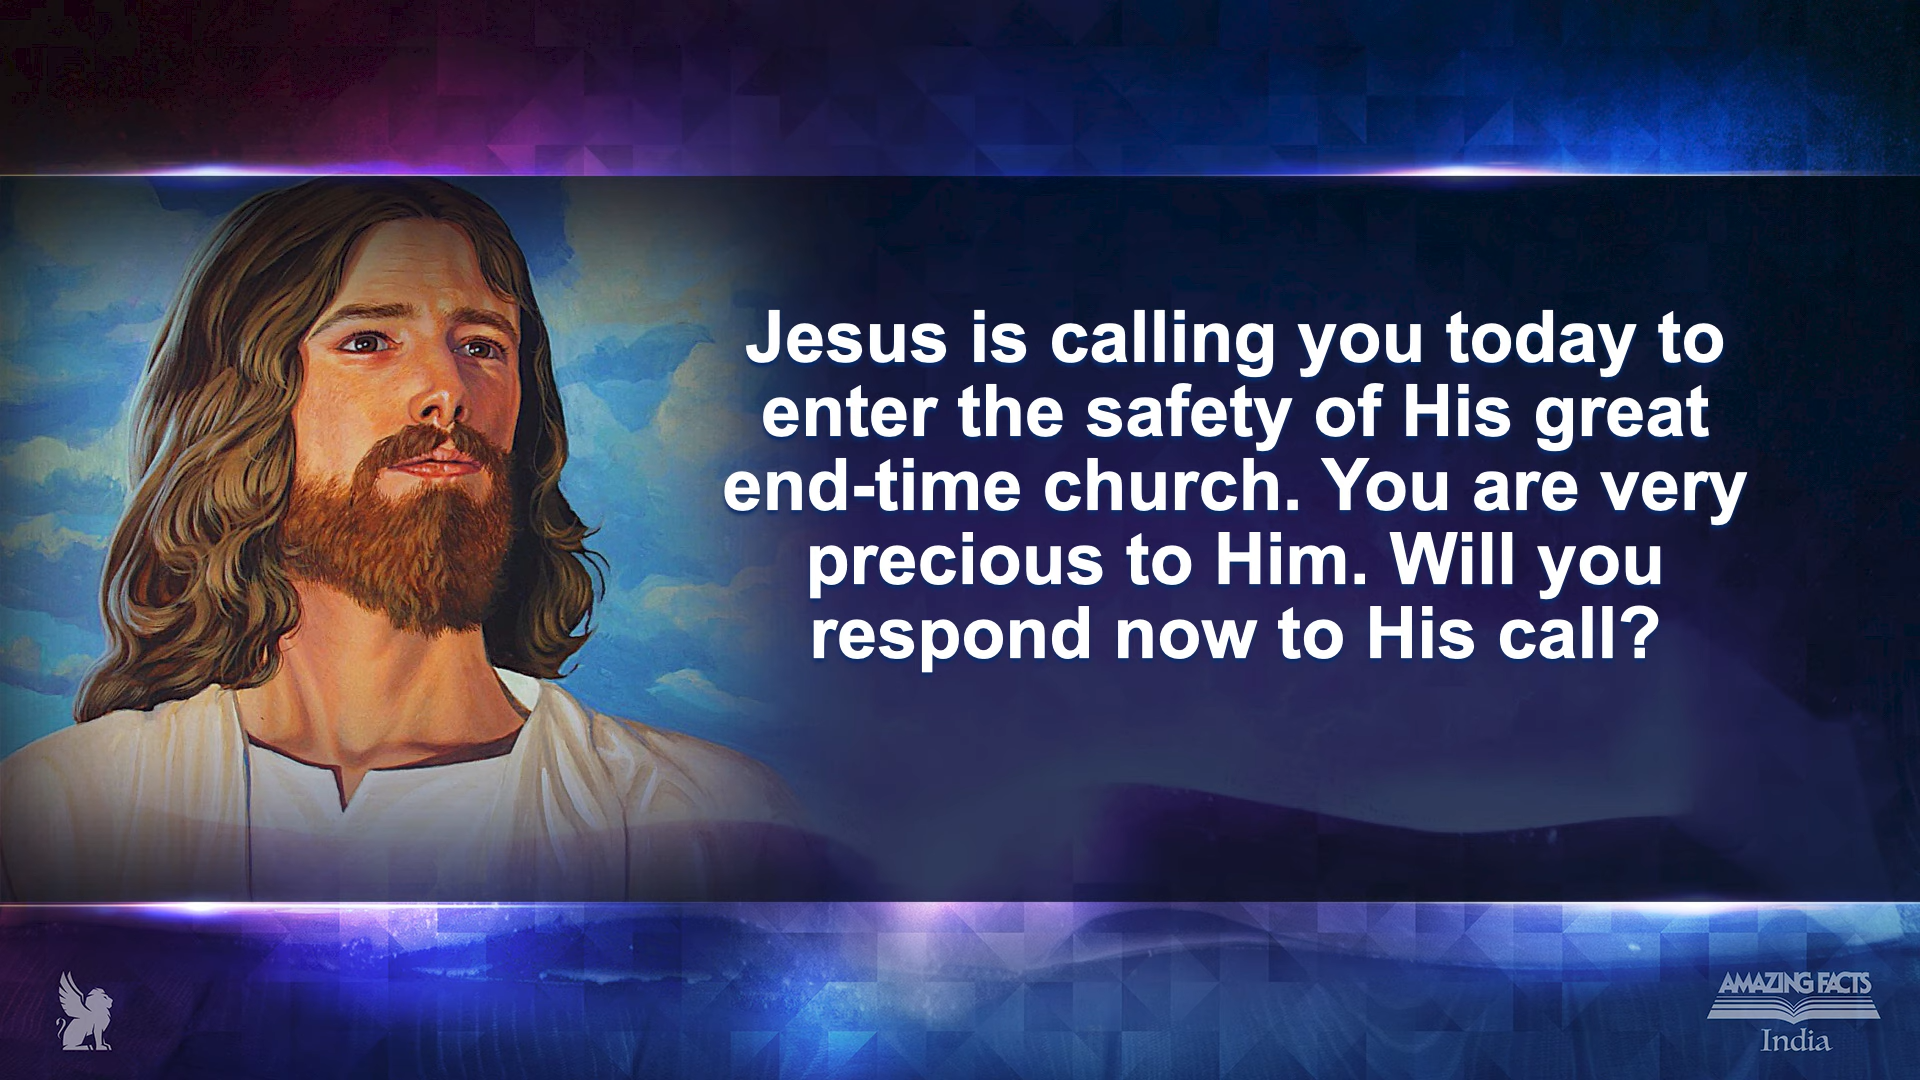 Jesus is calling you today to
enter the safety of His great
end-time church. You are very
precious to Him. Will you
respond now to His call?
AMAZING FACTS
India